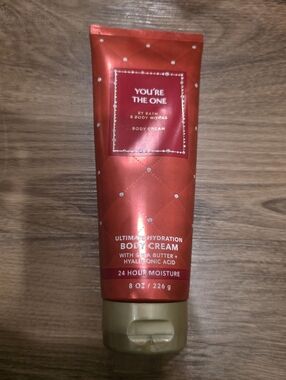 YOU'RE
THE ONE
BY BATH
& BODY WORKS
BODY CREAM
ULTIMATE HYDRATION
BODY CREAM
WITH SHEA BUTTER +
HYALURONIC ACID
24 HOUR MOISTURE
8 OZ / 226 g